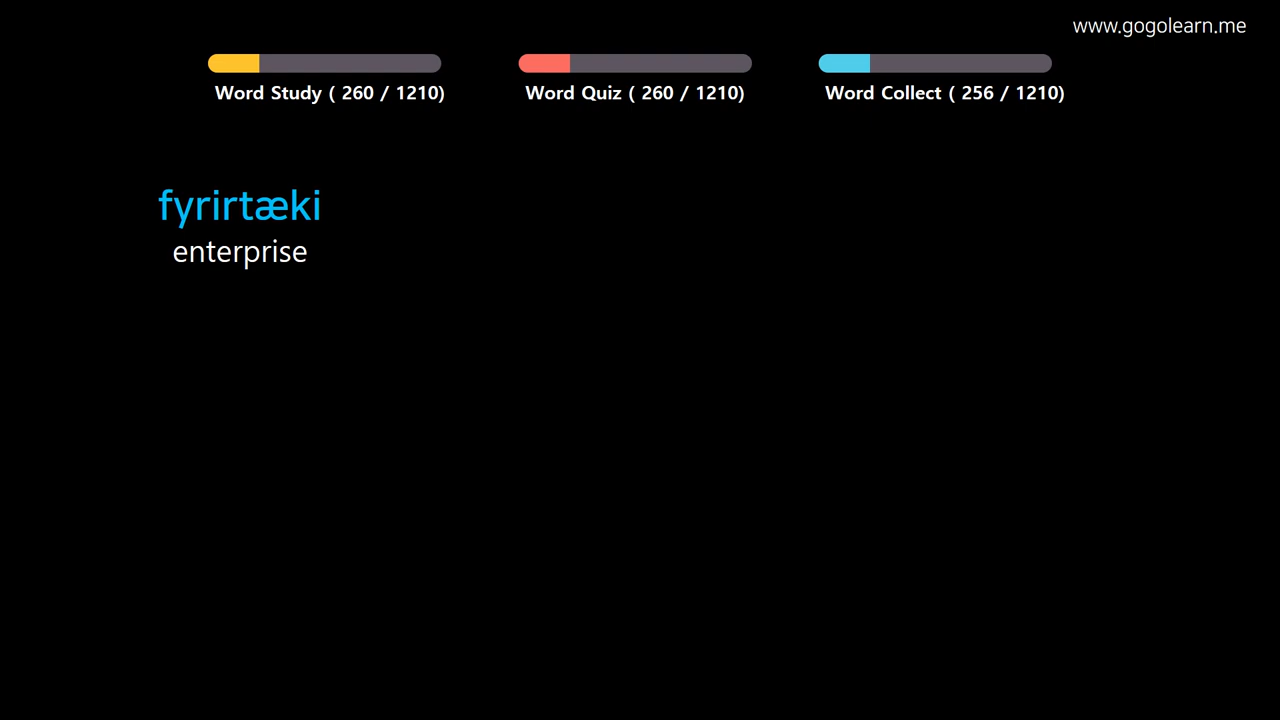 www.gogolearn.me
Word Study ( 260 / 1210)
Word Quiz ( 260 / 1210)
Word Collect ( 256 / 1210)
fyrirtæki
enterprise